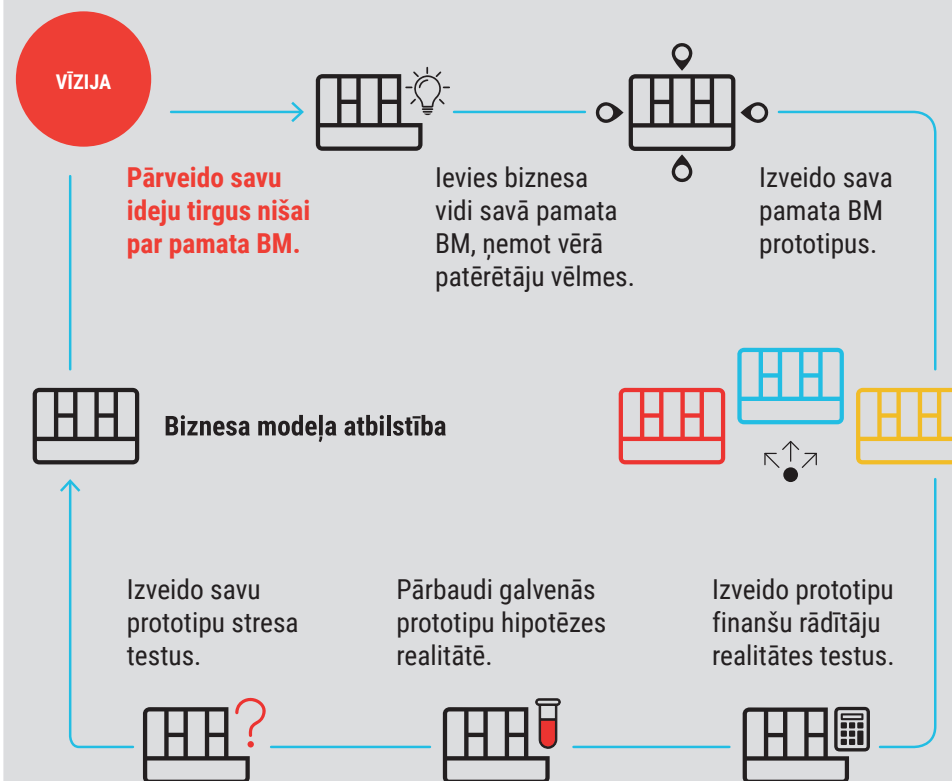 VĪZIJA
Pārveido savu
ideju tirgus nišai
par pamata BM.
Ievies biznesa
vidi savā pamata
BM, ņemot vērā
patērētāju vēlmes.
Izveido sava
pamata BM
prototipus.
Biznesa modeļa atbilstība
Izveido savu
prototipu stresa
testus.
Pārbaudi galvenās
prototipu hipotēzes
realitātē.
Izveido prototipu
finanšu rādītāju
realitātes testus.